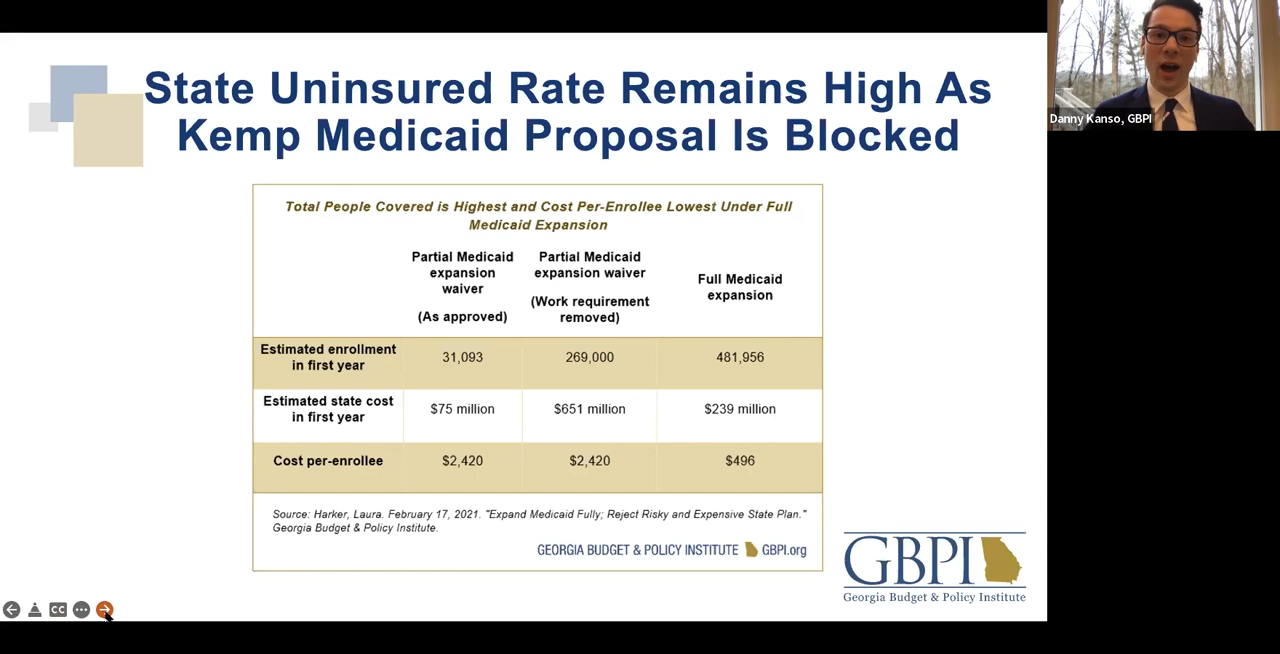 State Uninsured Rate Remains High As
Kemp Medicaid Proposal Is Blocked
Danny Kanso, GBPI
Total People Covered is Highest and Cost Per-Enrollee Lowest Under Full
Medicaid Expansion
Partial Medicaid
expansion
waiver
(As approved)
Partial Medicaid
expansion waiver
(Work requirement
removed)
Full Medicaid
expansion
Estimated enrollment
in first year
31,093
269,000
481,956
Estimated state cost
in first year
$75 million
$651 million
$239 million
Cost per-enrollee
$2,420
$2,420
$496
Source: Harker, Laura. February 17, 2021. "Expand Medicaid Fully; Reject Risky and Expensive State Plan."
Georgia Budget & Policy Institute.
GEORGIA BUDGET & POLICY INSTITUTE GBPI.org
GBPI
Georgia Budget & Policy Institute
CC